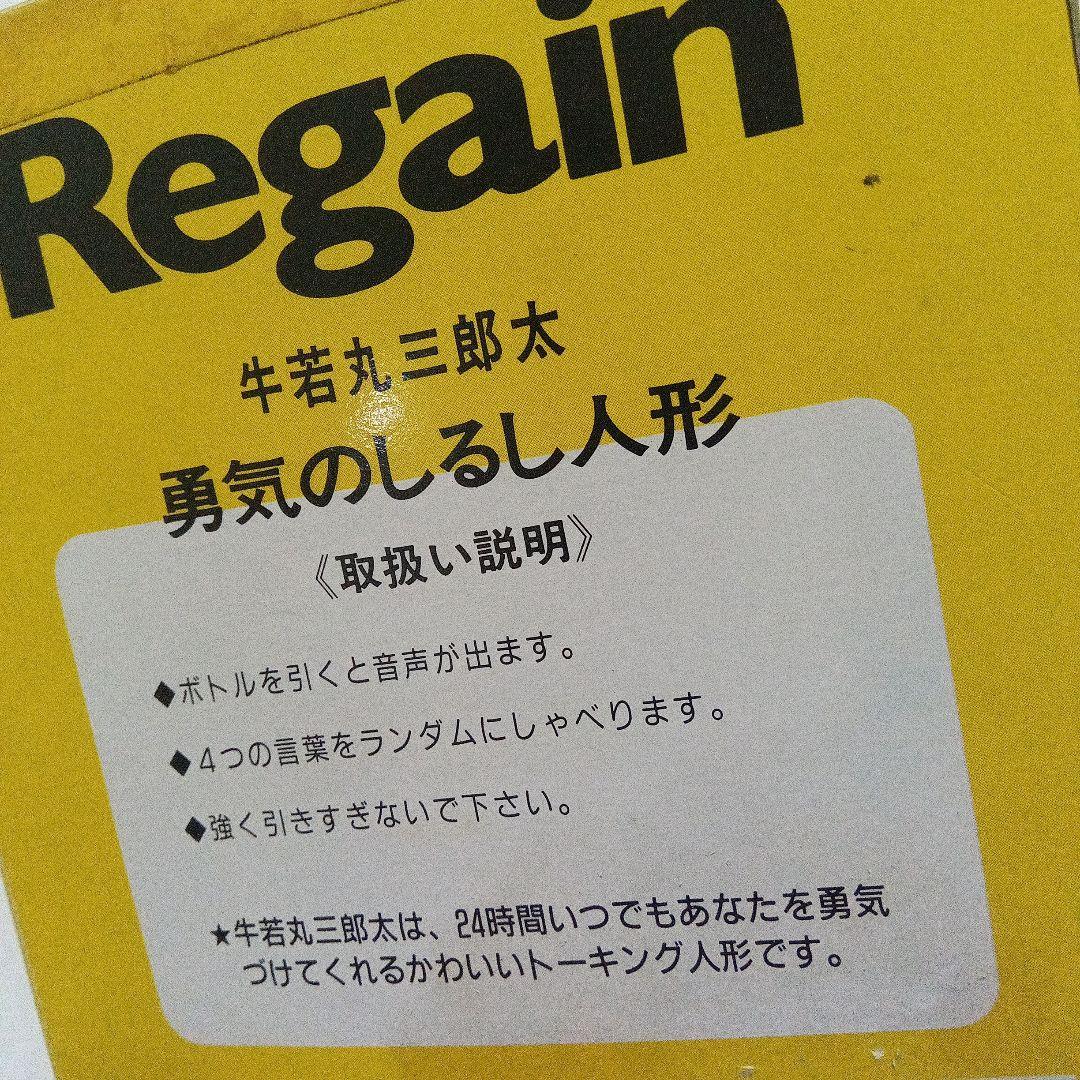 Regain
牛若丸三郎太
勇気のしるし人形
《取扱い説明》
◆ボトルを引くと音声が出ます。
◆4つの言葉をランダムにしゃべります。
◆強く引きすぎないで下さい。
★牛若丸三郎太は、24時間いつでもあなたを勇気
づけてくれるかわいいトーキング人形です。